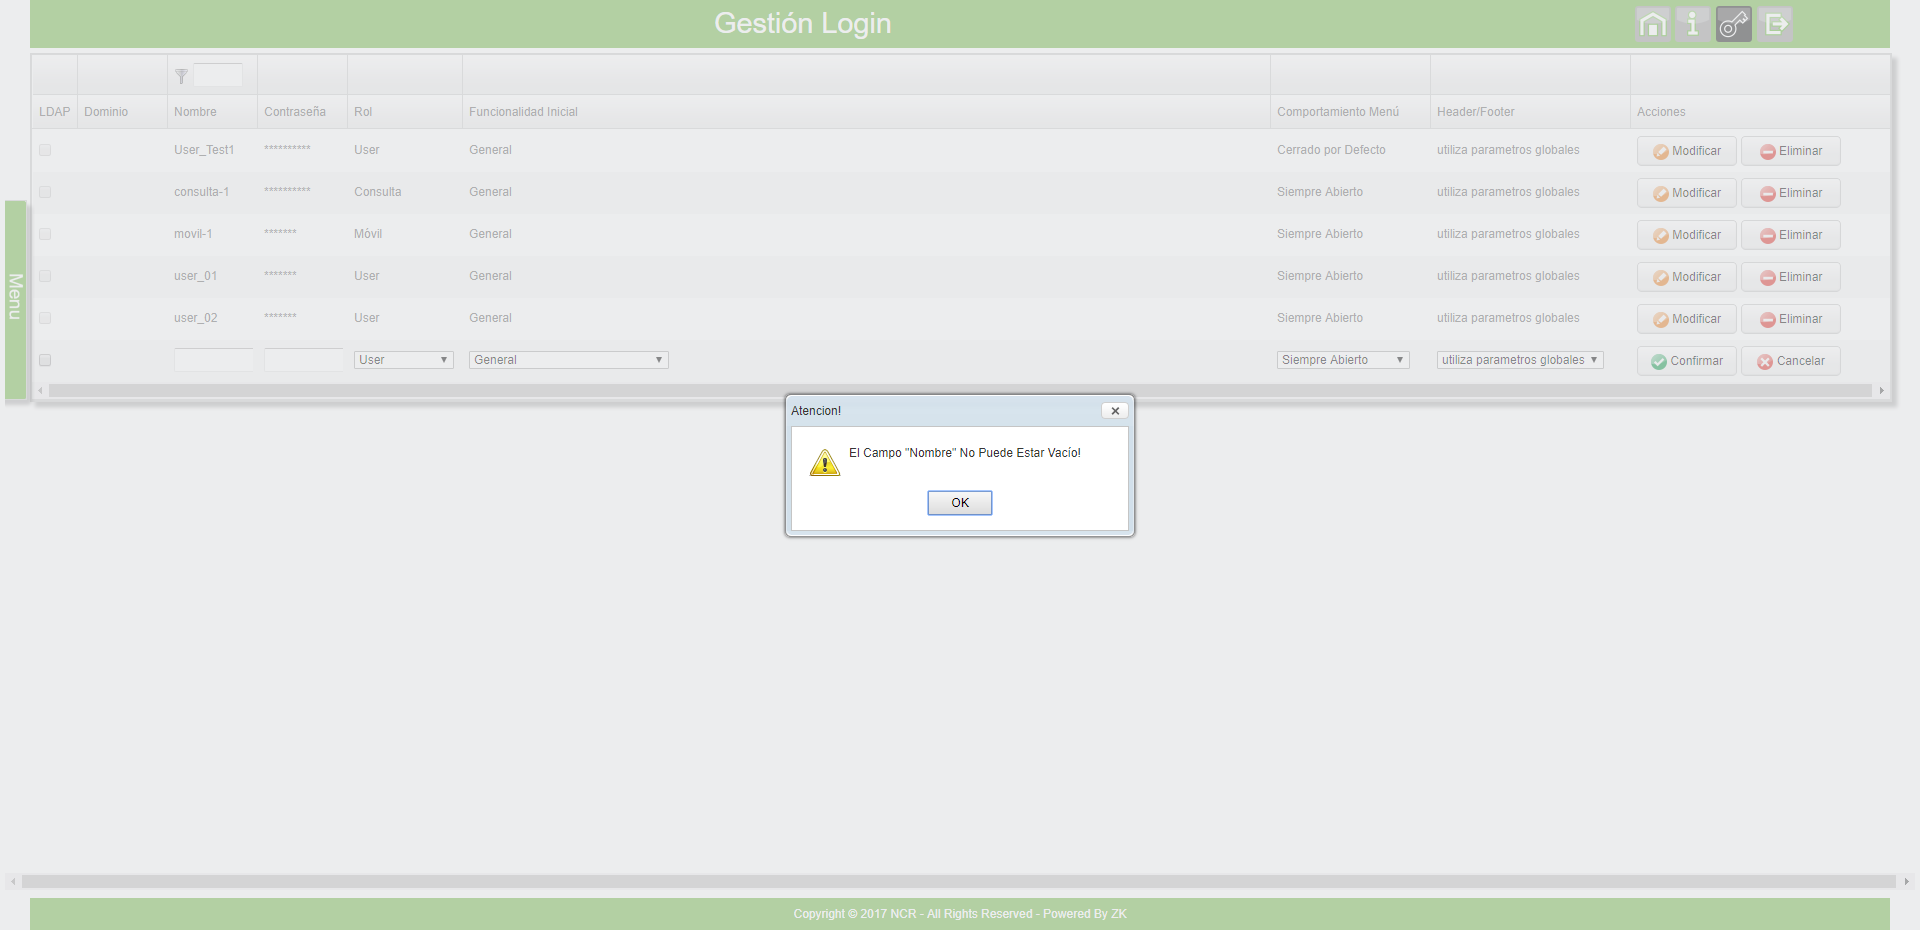 Gestión Login
LDAP Dominio Nombre Contraseña Rol Funcionalidad Inicial Comportamiento Menú Header/Footer Acciones
User_Test1 ********** User General Cerrado por Defecto utiliza parametros globales Modificar Eliminar
consulta-1 ********** Consulta General Siempre Abierto utiliza parametros globales Modificar Eliminar
movil-1 ******* Móvil General Siempre Abierto utiliza parametros globales Modificar Eliminar
user_01 ******* User General Siempre Abierto utiliza parametros globales Modificar Eliminar
user_02 ******* User General Siempre Abierto utiliza parametros globales Modificar Eliminar
User General Siempre Abierto utiliza parametros globales Confirmar Cancelar
Menu
Atencion!
El Campo "Nombre" No Puede Estar Vacío!
OK
Copyright © 2017 NCR - All Rights Reserved - Powered By ZK